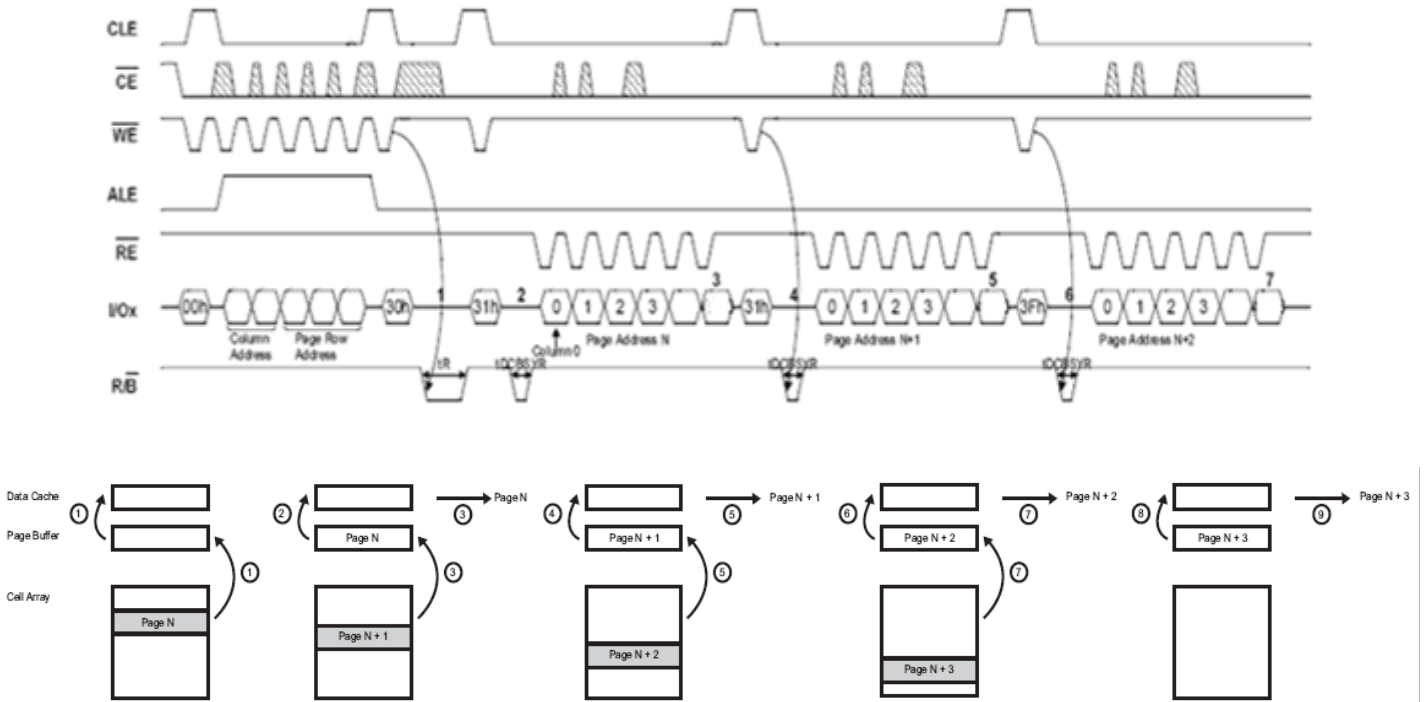 CLE
CE
WE
ALE
RE
1 2 3 4 5 6 7
I/Ox 00h 30h 31h 0 1 2 3 31h 0 1 2 3 3Fh 0 1 2 3
Column Address Page Row Address Column 0 Page Address N Page Address N+1 Page Address N+2
tR tDCBSYR tDCBSYR tDCBSYR
R/B
Data Cache 1 2 3 Page N 4 5 Page N + 1 6 7 Page N + 2 8 9 Page N + 3
Page Buffer Page N Page N + 1 Page N + 2 Page N + 3
1 3 5 7
Cell Array
Page N Page N + 1 Page N + 2 Page N + 3